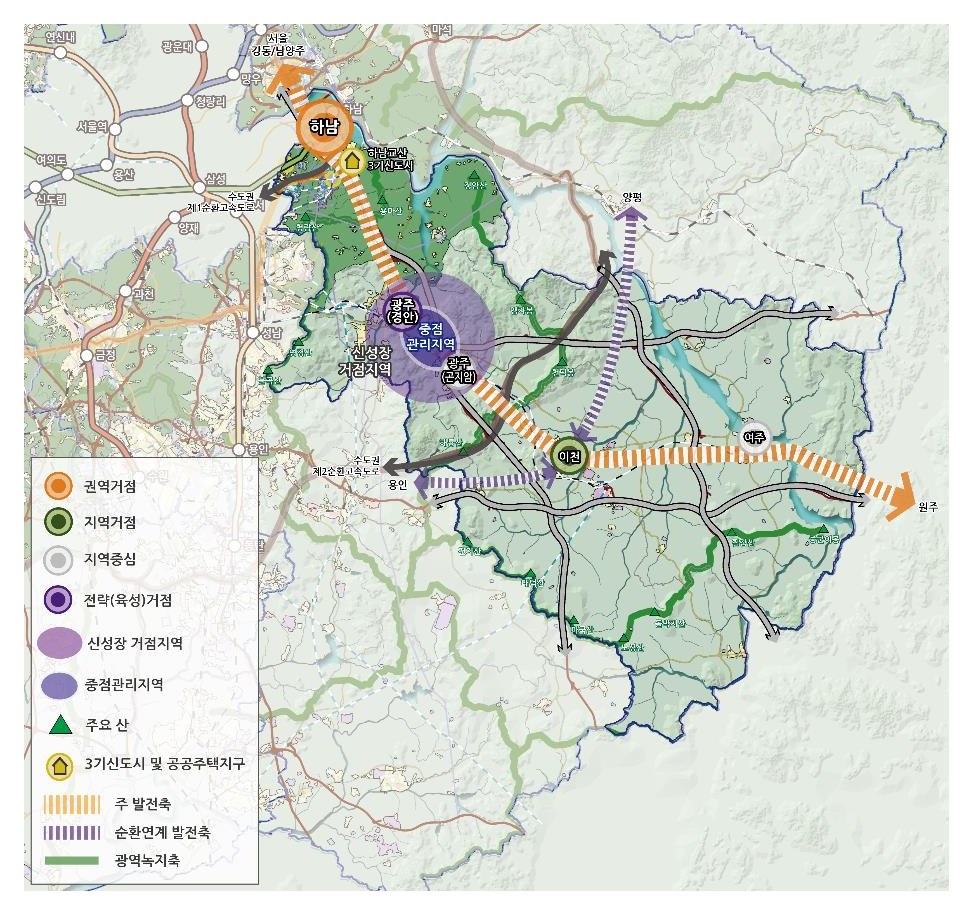 마석
연신내
광운대
서울
강동/남양주
망우
청량리
하남
하남
서울역
하남교산
3기신도시
여의도
용산
삼성
신도림
수도권
제1순환고속도로
양평
양재
과천
광주
(경안)
중점
관리지역
성남
신성장
거점지역
금정
광주
(곤지암)
여주
용인
이천
수도권
제2순환고속도로
용인
원주
권역거점
지역거점
지역중심
전략(육성)거점
신성장 거점지역
중점관리지역
주요 산
3기신도시 및 공공주택지구
주 발전축
순환연계 발전축
광역녹지축